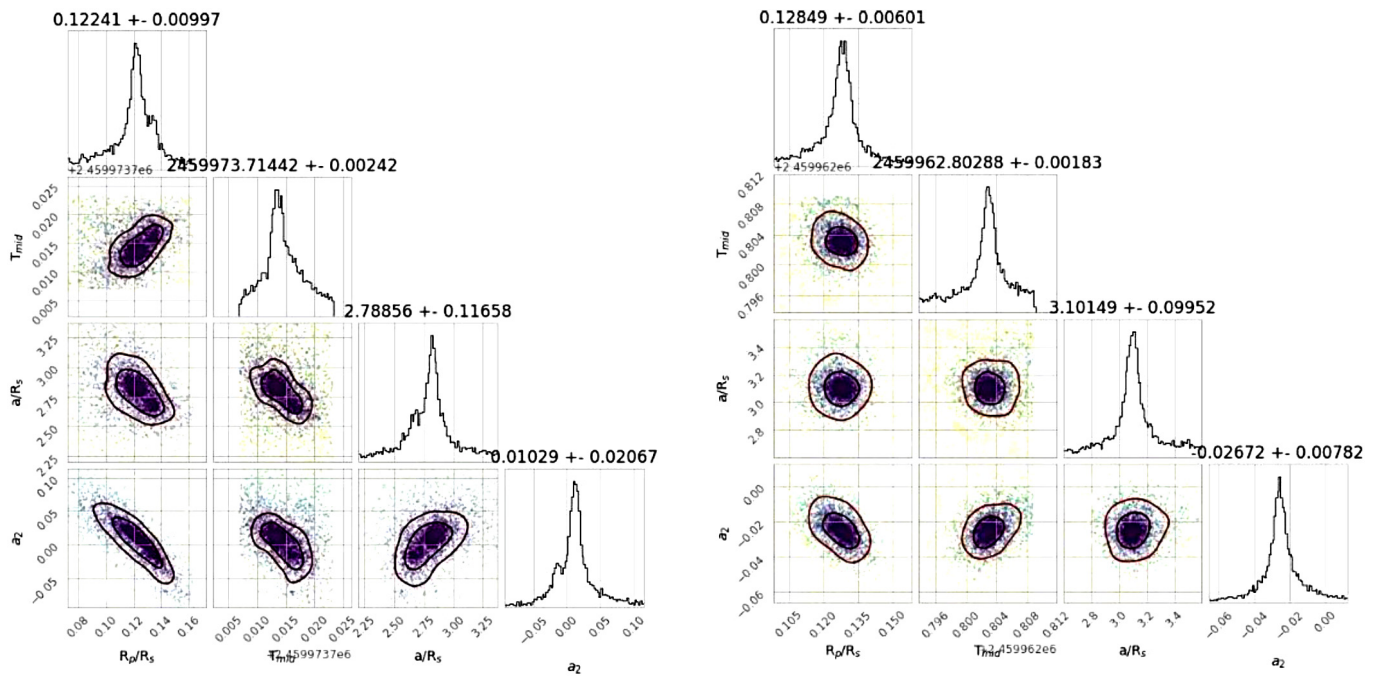 0.12241 +- 0.00997
0.12849 +- 0.00601
+2.4599737e6
2459973.71442 +- 0.00242
+2.459962e6
2459962.80288 +- 0.00183
T_mid
0.025
0.020
0.015
0.010
0.005
T_mid
0.812
0.808
0.804
0.800
0.796
2.78856 +- 0.11658
3.10149 +- 0.09952
a/R_s
3.25
3.00
2.75
2.50
2.25
a/R_s
3.4
3.2
3.0
2.8
0.01029 +- 0.02067
0.02672 +- 0.00782
a_2
0.10
0.05
0.00
−0.05
a_2
0.00
−0.02
−0.04
−0.06
0.08 0.10 0.12 0.14 0.16
0.005 0.010 0.015 0.020 0.025
2.25 2.50 2.75 3.00 3.25
−0.05 0.00 0.05 0.10
0.105 0.120 0.135 0.150
0.796 0.800 0.804 0.808 0.812
2.8 3.0 3.2 3.4
−0.06 −0.04 −0.02 0.00
R_p/R_s
T_mid
+2.4599737e6
a/R_s
a_2
R_p/R_s
T_mid
+2.459962e6
a/R_s
a_2